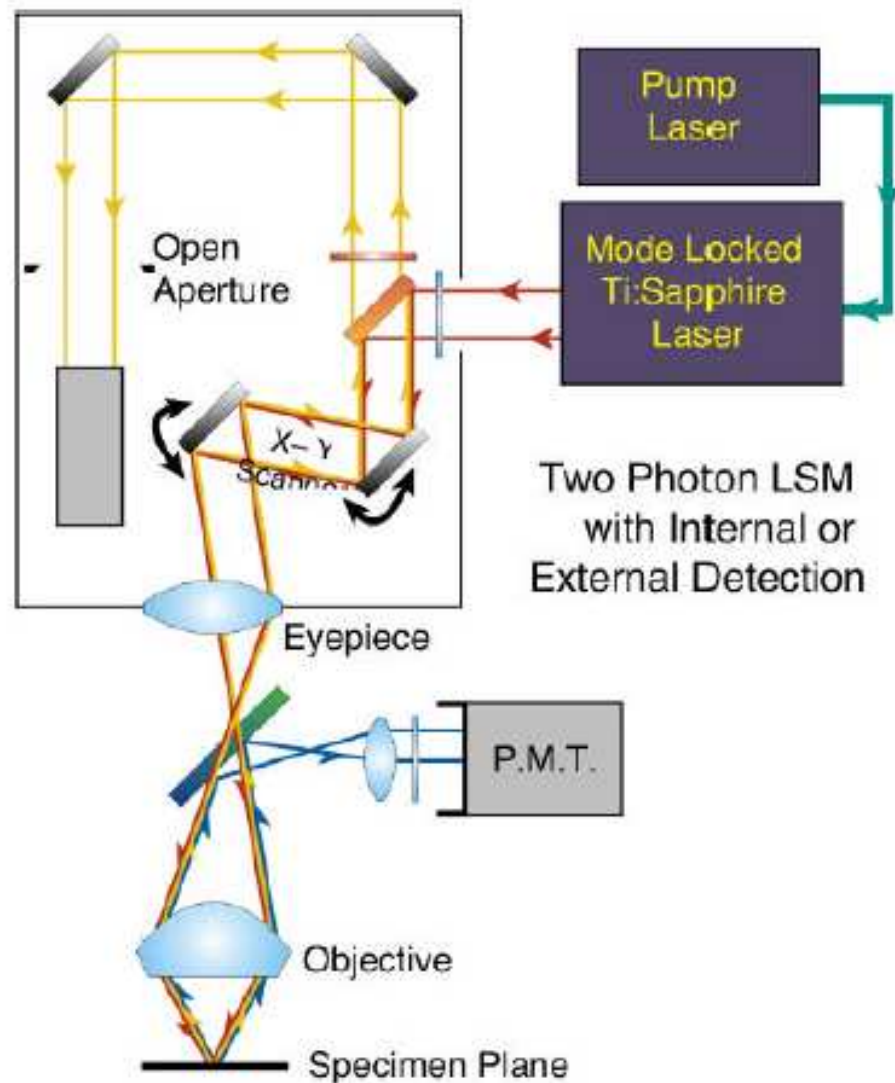 Pump
Laser
Open
Aperture
Mode Locked
Ti:Sapphire
Laser
X-Y
Two Photon LSM
with Internal or
External Detection
Eyepiece
P.M.T.
Objective
Specimen Plane